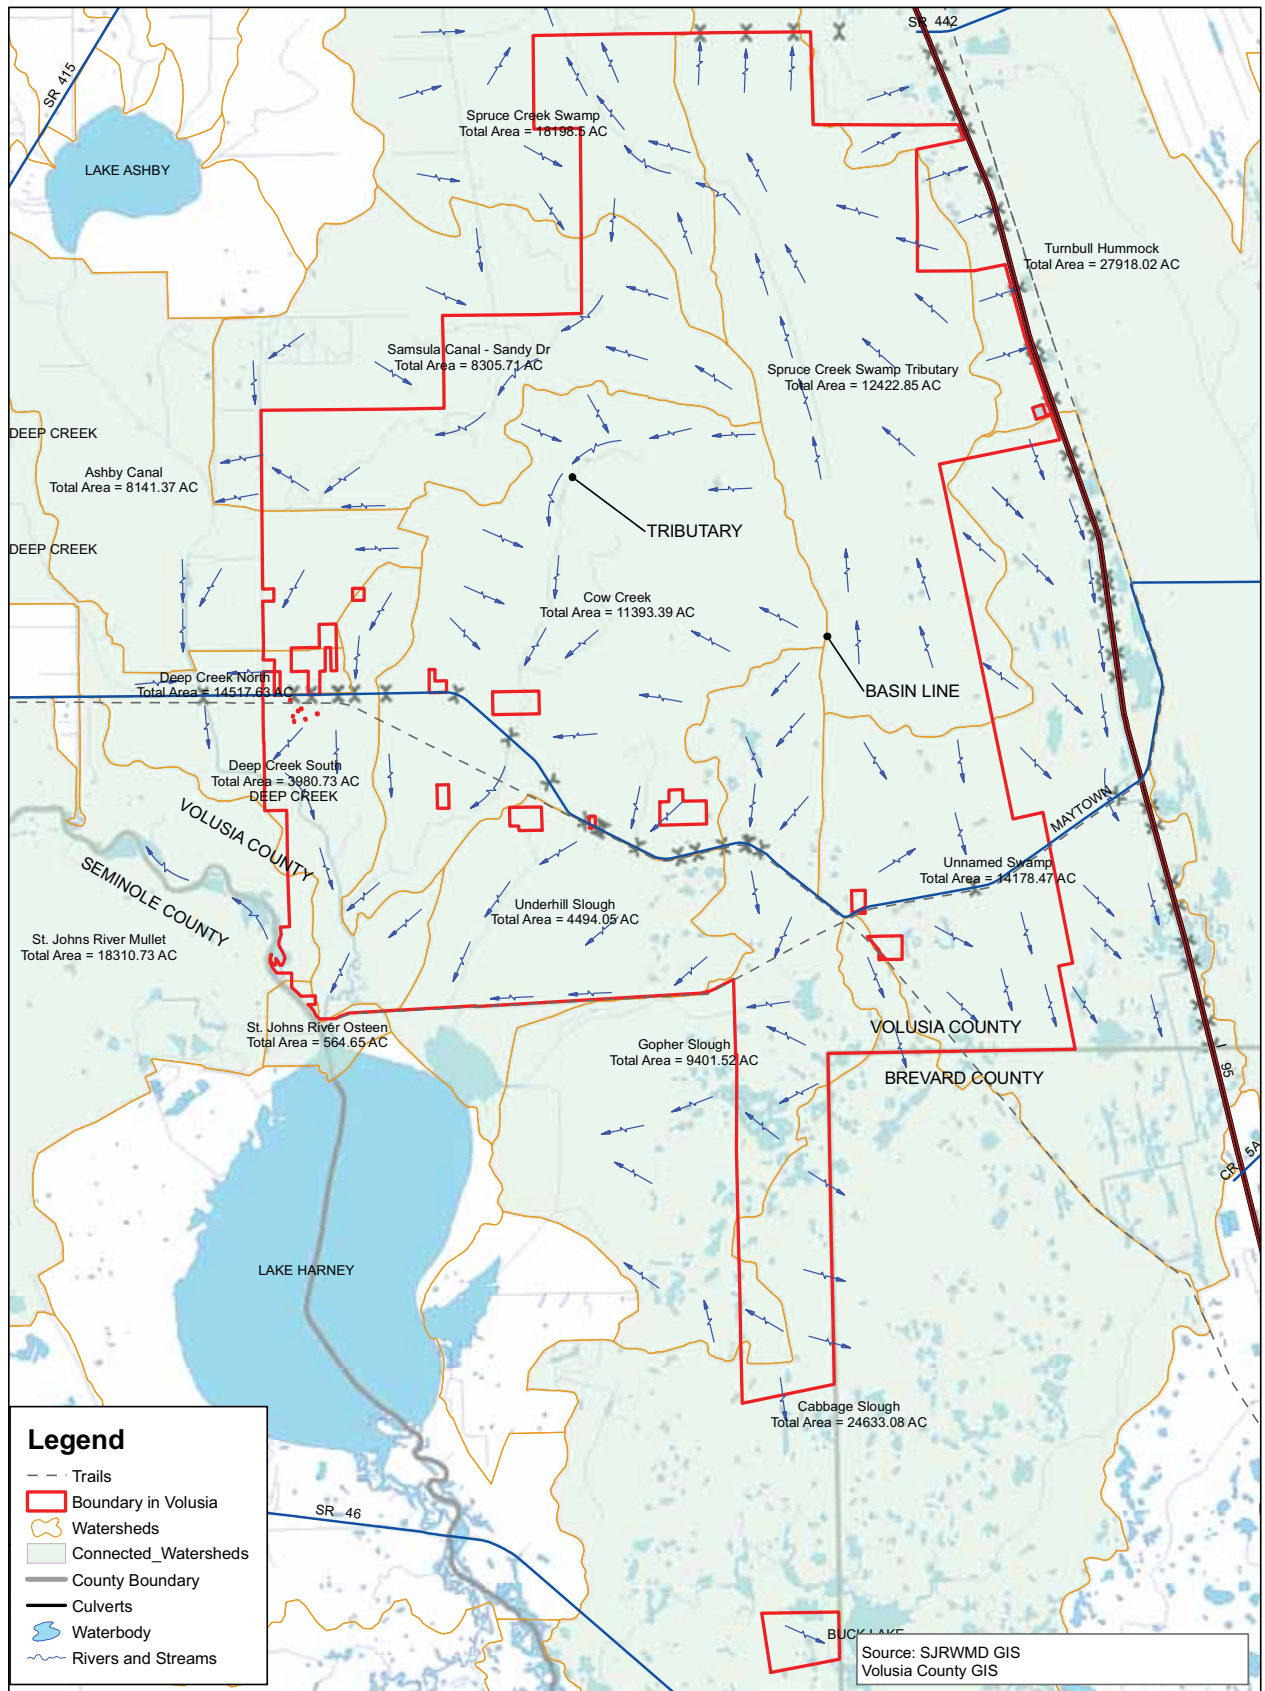 SR 442
SR 415
LAKE ASHBY
Spruce Creek Swamp
Total Area = 18198.5 AC
Turnbull Hummock
Total Area = 27918.02 AC
Samsula Canal - Sandy Dr
Total Area = 8305.71 AC
Spruce Creek Swamp Tributary
Total Area = 12422.85 AC
DEEP CREEK
Ashby Canal
Total Area = 8141.37 AC
TRIBUTARY
DEEP CREEK
Cow Creek
Total Area = 11393.39 AC
Deep Creek North
Total Area = 14517.63 AC
BASIN LINE
Deep Creek South
Total Area = 3980.73 AC
DEEP CREEK
VOLUSIA COUNTY
SEMINOLE COUNTY
MAYTOWN
Unnamed Swamp
Total Area = 14178.47 AC
Underhill Slough
Total Area = 4494.05 AC
St. Johns River Mullet
Total Area = 18310.73 AC
St. Johns River Osteen
Total Area = 564.65 AC
Gopher Slough
Total Area = 9401.52 AC
VOLUSIA COUNTY
BREVARD COUNTY
I 95
CR 5A
LAKE HARNEY
Cabbage Slough
Total Area = 24633.08 AC
SR 46
BUCK LAKE
Legend
Trails
Boundary in Volusia
Watersheds
Connected_Watersheds
County Boundary
Culverts
Waterbody
Rivers and Streams
Source: SJRWMD GIS
Volusia County GIS